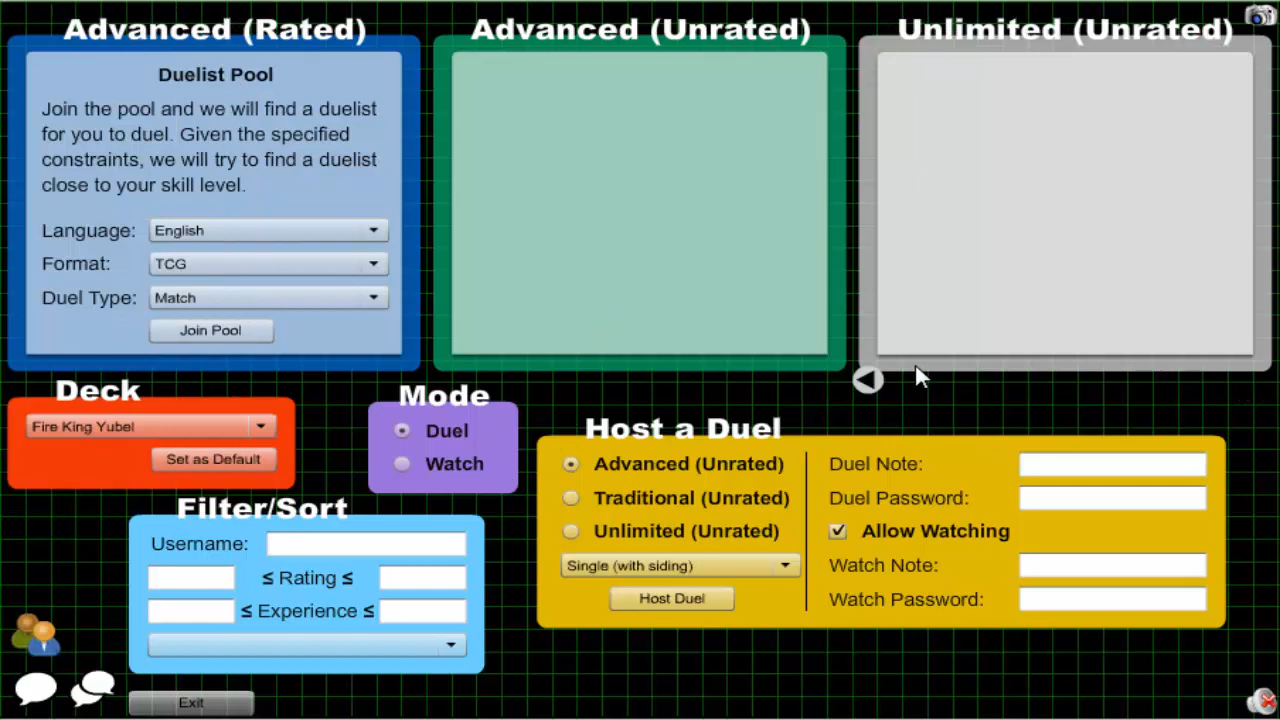 Advanced (Rated)
Duelist Pool
Join the pool and we will find a duelist
for you to duel. Given the specified
constraints, we will try to find a duelist
close to your skill level.
Language: English
Format: TCG
Duel Type: Match
Join Pool
Advanced (Unrated)
Unlimited (Unrated)
Deck
Fire King Yubel
Set as Default
Mode
Duel
Watch
Filter/Sort
Username:
≤ Rating ≤
≤ Experience ≤
Host a Duel
Advanced (Unrated)
Traditional (Unrated)
Unlimited (Unrated)
Single (with siding)
Host Duel
Duel Note:
Duel Password:
Allow Watching
Watch Note:
Watch Password:
Exit